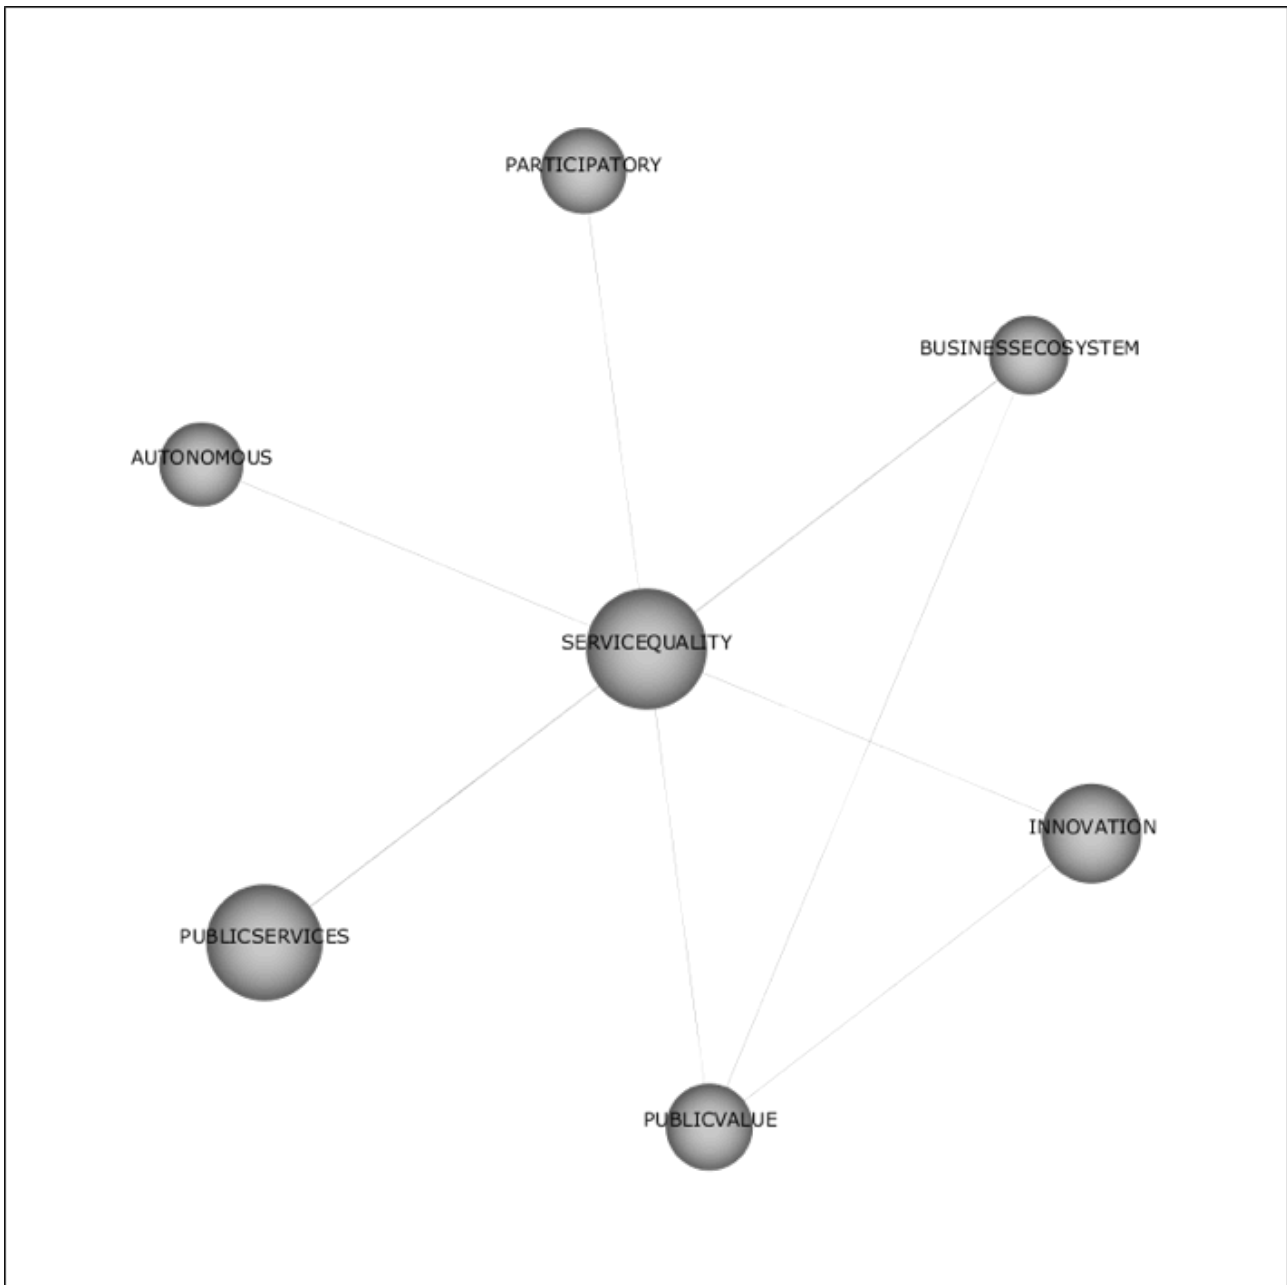 PARTICIPATORY
BUSINESSECOSYSTEM
AUTONOMOUS
SERVICEQUALITY
INNOVATION
PUBLICSERVICES
PUBLICVALUE